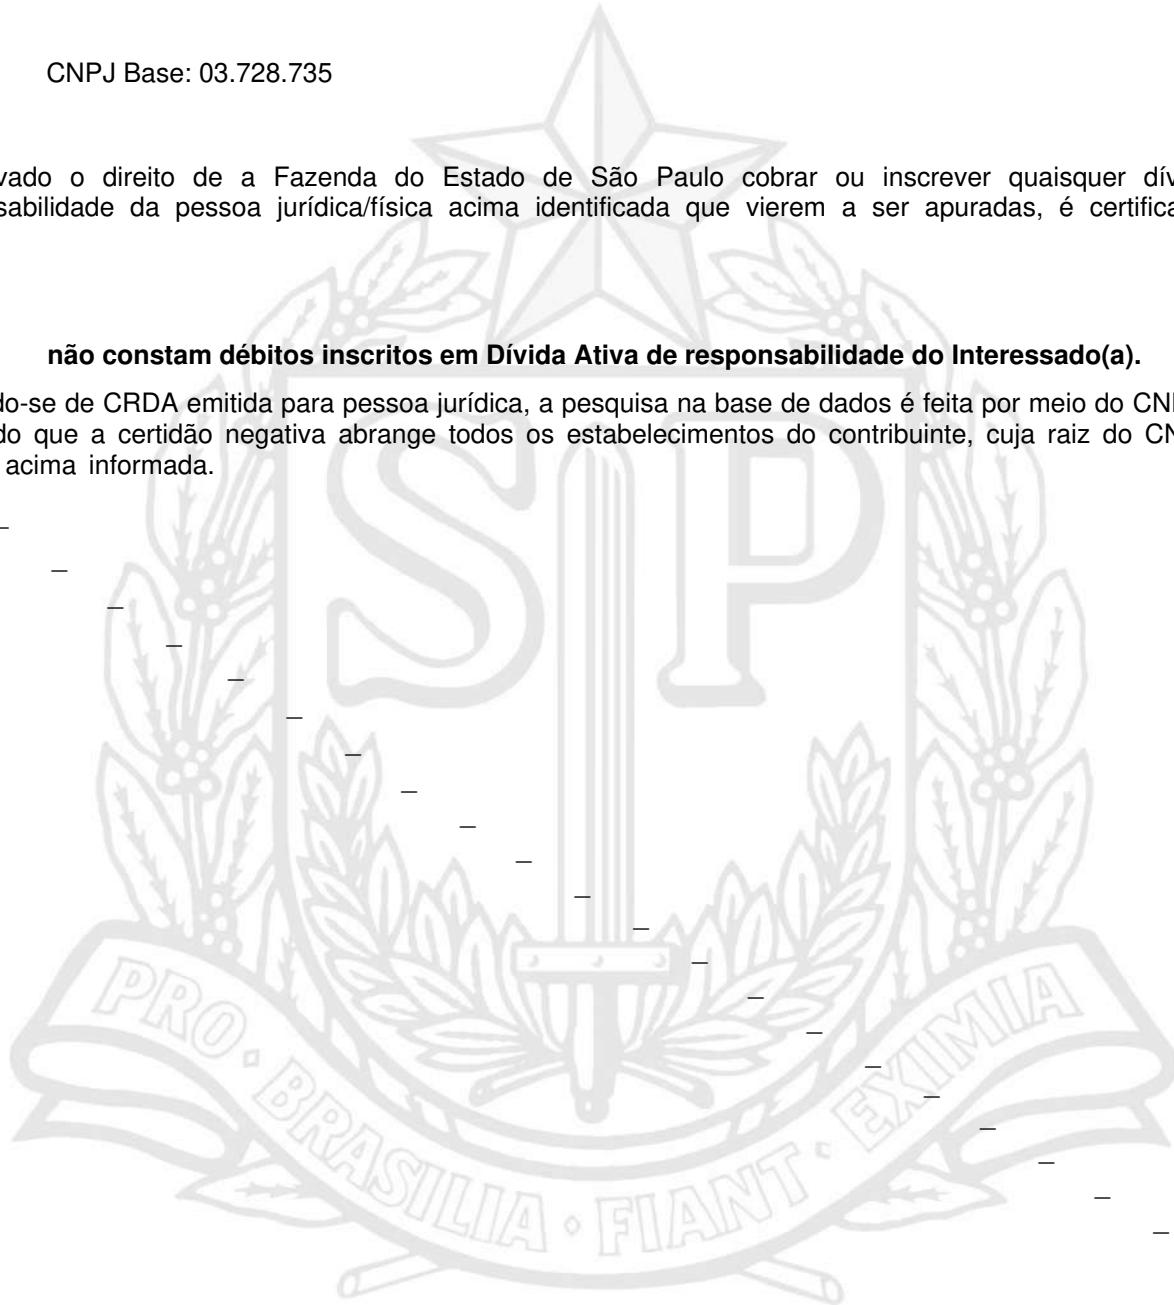 CNPJ Base: 03.728.735
vado o direito de a Fazenda do Estado de São Paulo cobrar ou inscrever quaisquer dív
sabilidade da pessoa jurídica/física acima identificada que vierem a ser apuradas, é certifica
não constam débitos inscritos em Dívida Ativa de responsabilidade do Interessado(a).
do-se de CRDA emitida para pessoa jurídica, a pesquisa na base de dados é feita por meio do CN
do que a certidão negativa abrange todos os estabelecimentos do contribuinte, cuja raiz do CN
acima informada.
SP
PRO · BRASILIA · FIANT · EXIMIA